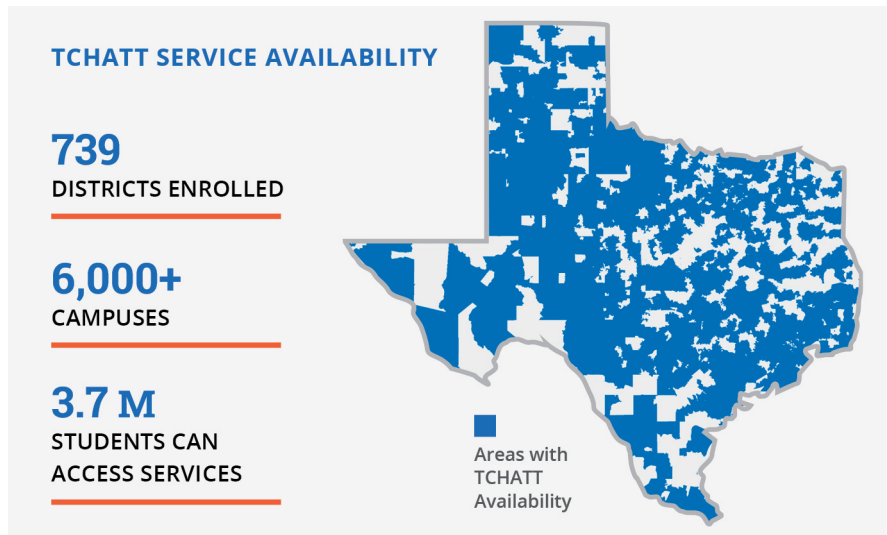 TCHATT SERVICE AVAILABILITY
739
DISTRICTS ENROLLED
6,000+
CAMPUSES
3.7 M
STUDENTS CAN
ACCESS SERVICES
Areas with
TCHATT
Availability